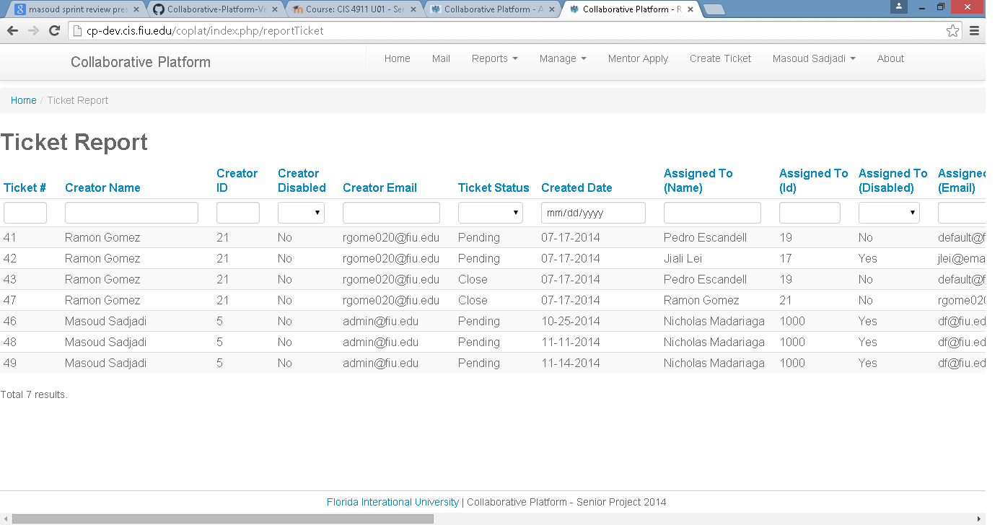 masoud sprint review pres
Collaborative-Platform-Ve
Course: CIS 4911 U01 - Ser
Collaborative Platform - A
Collaborative Platform - R
cp-dev.cis.fiu.edu/coplat/index.php/reportTicket
Collaborative Platform
Home Mail Reports Manage Mentor Apply Create Ticket Masoud Sadjadi About
Home / Ticket Report
Ticket Report
Ticket # Creator Name Creator ID Creator Disabled Creator Email Ticket Status Created Date Assigned To (Name) Assigned To (Id) Assigned To (Disabled) Assigned (Email)
mm/dd/yyyy
41 Ramon Gomez 21 No rgome020@fiu.edu Pending 07-17-2014 Pedro Escandell 19 No default@f
42 Ramon Gomez 21 No rgome020@fiu.edu Pending 07-17-2014 Jiali Lei 17 Yes jlei@ema
43 Ramon Gomez 21 No rgome020@fiu.edu Close 07-17-2014 Pedro Escandell 19 No default@f
47 Ramon Gomez 21 No rgome020@fiu.edu Close 07-17-2014 Ramon Gomez 21 No rgome02
46 Masoud Sadjadi 5 No admin@fiu.edu Pending 10-25-2014 Nicholas Madariaga 1000 Yes df@fiu.ed
48 Masoud Sadjadi 5 No admin@fiu.edu Pending 11-11-2014 Nicholas Madariaga 1000 Yes df@fiu.ed
49 Masoud Sadjadi 5 No admin@fiu.edu Pending 11-14-2014 Nicholas Madariaga 1000 Yes df@fiu.ed
Total 7 results.
Florida Interational University | Collaborative Platform - Senior Project 2014